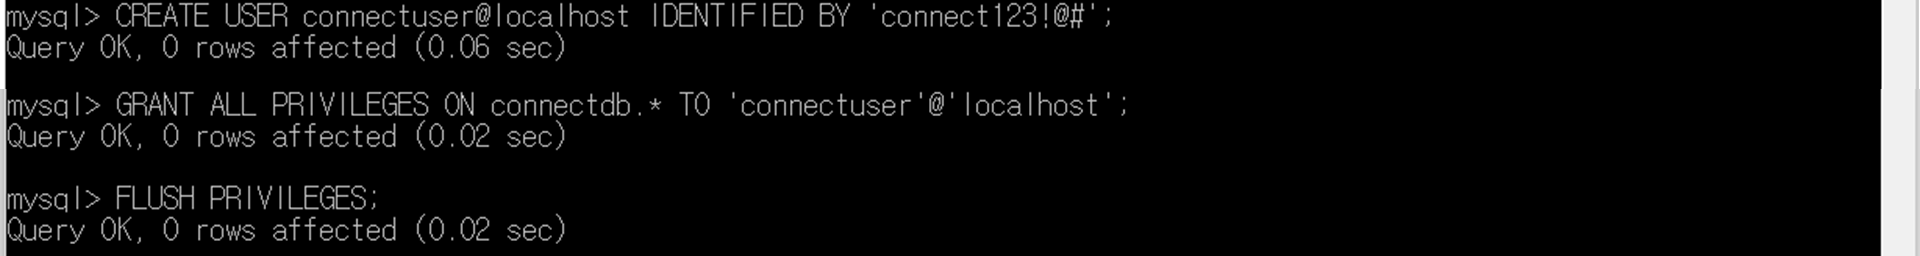 mysql> CREATE USER connectuser@localhost IDENTIFIED BY 'connect123!@#';
Query OK, 0 rows affected (0.06 sec)
mysql> GRANT ALL PRIVILEGES ON connectdb.* TO 'connectuser'@'localhost';
Query OK, 0 rows affected (0.02 sec)
mysql> FLUSH PRIVILEGES;
Query OK, 0 rows affected (0.02 sec)